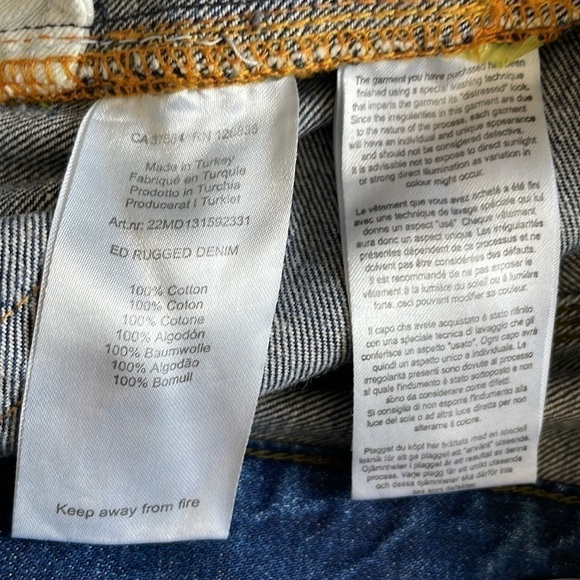 CA 31564 RN 126835
Made in Turkey
Fabriqué en Turquie
Prodotto in Turchia
Producerat i Turkiet
Art.nr: 22MD131592331
ED RUGGED DENIM
100% Cotton
100% Coton
100% Cotone
100% Algodón
100% Baumwolle
100% Algodão
100% Bomull
Keep away from fire
The garment you have purchased has been
finished using a special washing technique
that imparts the garment its "distressed" look.
Since the irregularities in this garment are due
to the nature of the process, each garment
will have an individual and unique appearance
and should not be considered defective.
It is advisable not to expose to direct sunlight
or strong direct illumination as variation in
colour might occur.
Le vêtement que vous avez acheté a été fini
avec une technique de lavage spéciale qui lui
donne un aspect "usé". Chaque vêtement
aura donc un aspect unique. Les irrégularités
présentes dépendent de ce processus et ne
doivent pas être considérées des défauts.
Il est recommandé de ne pas exposer le
vêtement à la lumière du soleil ou à lumière
forte, ceci pouvant modifier sa couleur.
Il capo che avete acquistato è stato rifinito
con una speciale tecnica di lavaggio che gli
conferisce un aspetto "usato". Ogni capo avrà
quindi un aspetto unico e individuale. Le
irregolarità presenti sono dovute al processo
al quale l'indumento è stato sottoposto e non
sono da considerare come difetti.
Si consiglia di non esporre l'indumento alla
luce del sole o ad altra luce diretta per non
alterarne il colore.
Plagget du köpt har tvättats med en speciell
teknik för att ge plagget ett "använt" utseende.
Ojämnheter i plagget är ett resultat av denna
process. Varje plagg får ett unikt utseende
och dessa ska därför inte